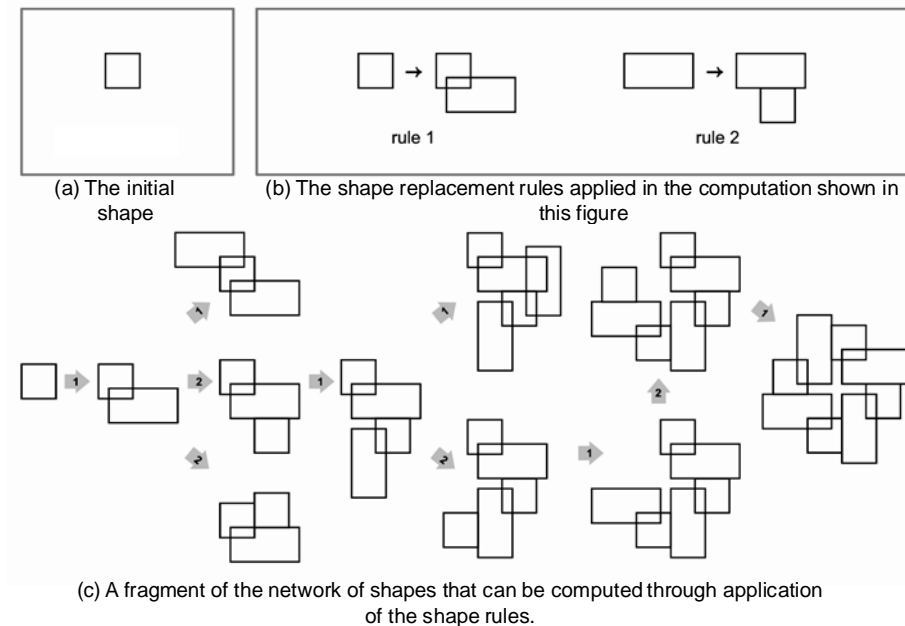 → →
rule 1 rule 2
(a) The initial
shape
(b) The shape replacement rules applied in the computation shown in
this figure
1 1
1 2 1 1 2
2 2
1
(c) A fragment of the network of shapes that can be computed through application
of the shape rules.